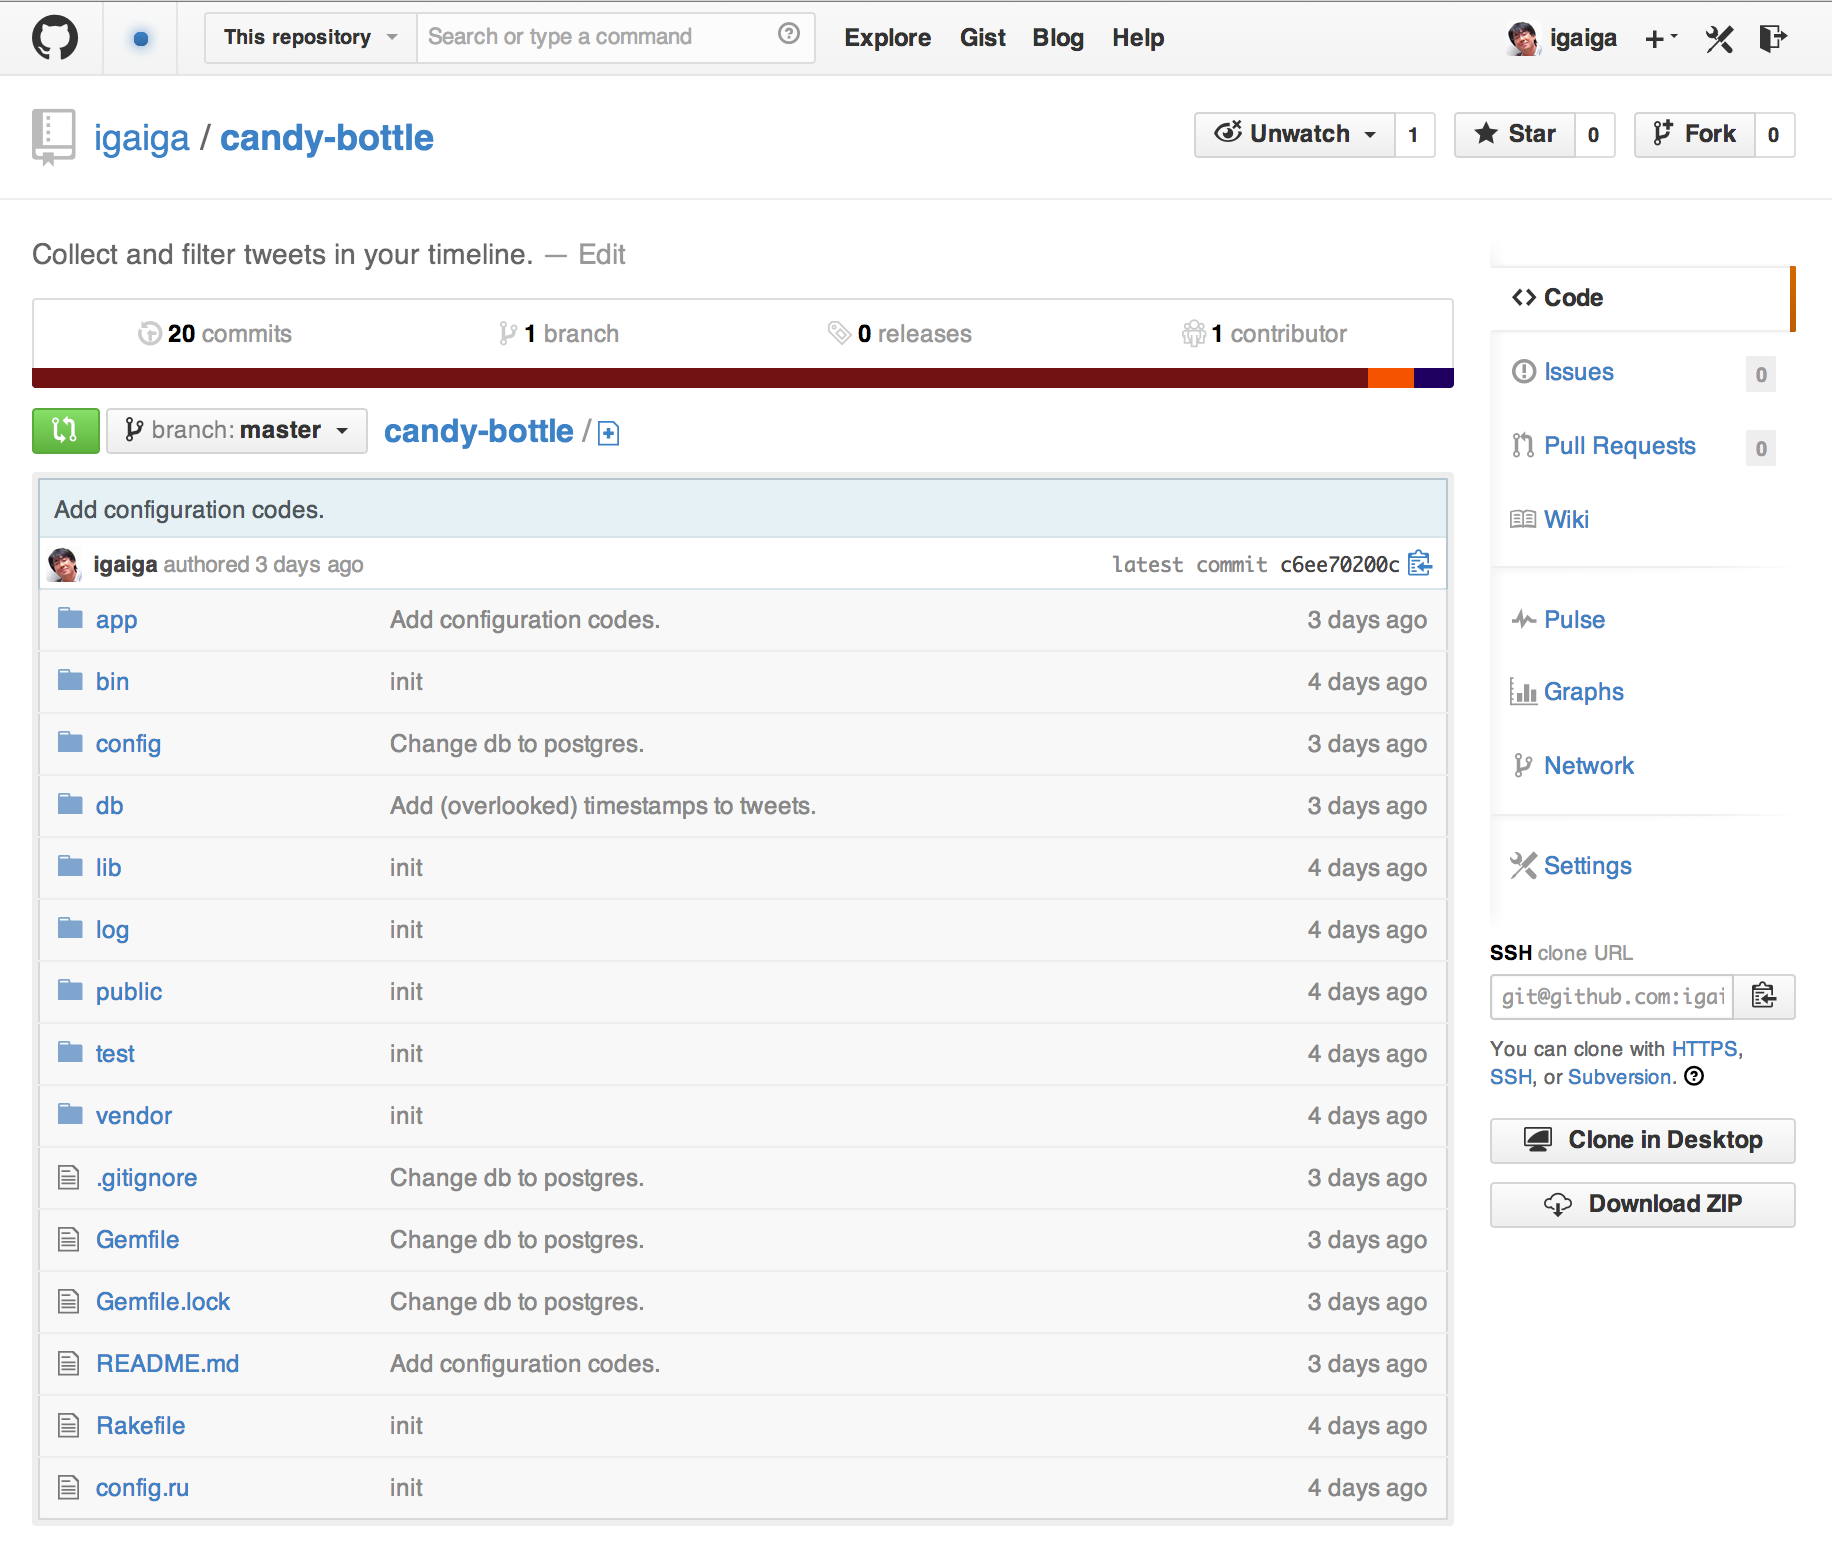 This repository Search or type a command Explore Gist Blog Help igaiga
igaiga / candy-bottle Unwatch 1 Star 0 Fork 0
Collect and filter tweets in your timeline. — Edit
20 commits 1 branch 0 releases 1 contributor
branch: master candy-bottle /
Add configuration codes.
igaiga authored 3 days ago latest commit c6ee70200c
app Add configuration codes. 3 days ago
bin init 4 days ago
config Change db to postgres. 3 days ago
db Add (overlooked) timestamps to tweets. 3 days ago
lib init 4 days ago
log init 4 days ago
public init 4 days ago
test init 4 days ago
vendor init 4 days ago
.gitignore Change db to postgres. 3 days ago
Gemfile Change db to postgres. 3 days ago
Gemfile.lock Change db to postgres. 3 days ago
README.md Add configuration codes. 3 days ago
Rakefile init 4 days ago
config.ru init 4 days ago
Code
Issues 0
Pull Requests 0
Wiki
Pulse
Graphs
Network
Settings
SSH clone URL
git@github.com:igai
You can clone with HTTPS,
SSH, or Subversion.
Clone in Desktop
Download ZIP